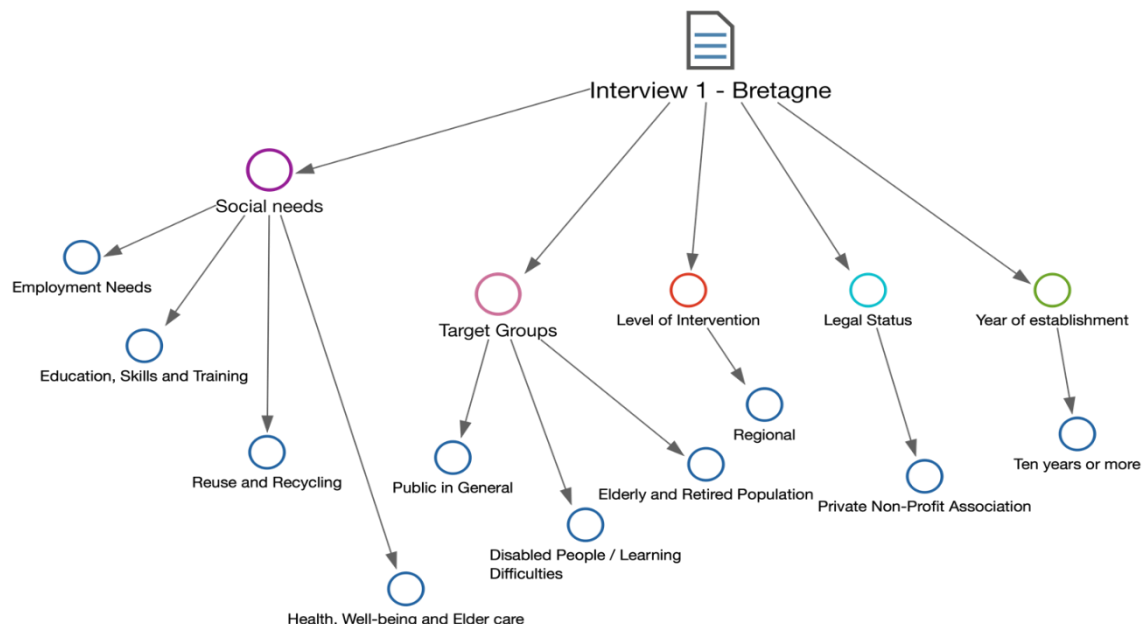 Interview 1 - Bretagne
Social needs
Employment Needs
Education, Skills and Training
Reuse and Recycling
Health, Well-being and Elder care
Target Groups
Public in General
Disabled People / Learning
Difficulties
Elderly and Retired Population
Level of Intervention
Regional
Legal Status
Private Non-Profit Association
Year of establishment
Ten years or more